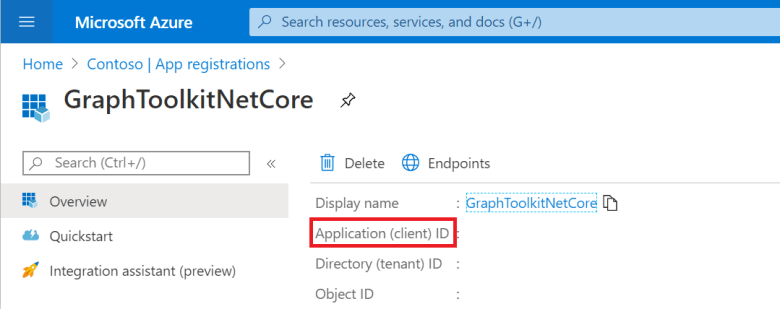 Microsoft Azure
Search resources, services, and docs (G+/)
Home > Contoso | App registrations >
GraphToolkitNetCore
Search (Ctrl+/)
«
Delete
Endpoints
Overview
Quickstart
Integration assistant (preview)
Display name : GraphToolkitNetCore
Application (client) ID :
Directory (tenant) ID :
Object ID :